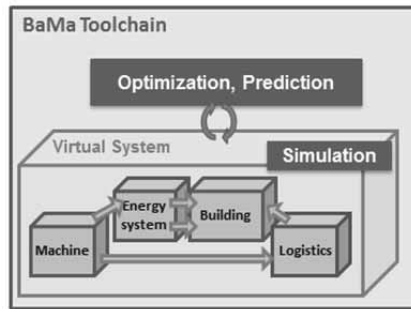 BaMa Toolchain
Optimization, Prediction
Virtual System
Simulation
Energy
system
Building
Machine
Logistics